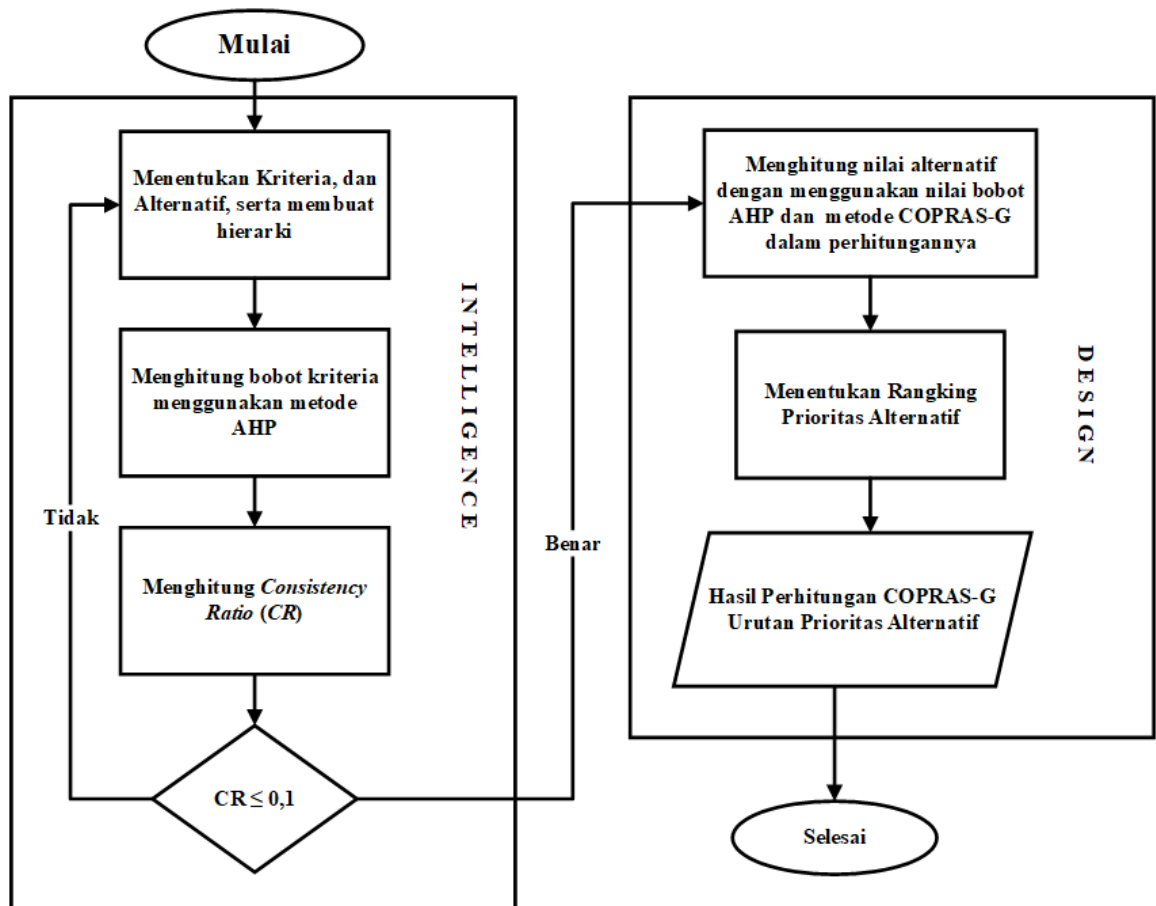 Mulai
Menentukan Kriteria, dan
Alternatif, serta membuat
hierarki
Menghitung bobot kriteria
menggunakan metode
AHP
Menghitung Consistency
Ratio (CR)
CR ≤ 0,1
Tidak
INTELLIGENCE
Benar
Menghitung nilai alternatif
dengan menggunakan nilai bobot
AHP dan metode COPRAS-G
dalam perhitungannya
Menentukan Rangking
Prioritas Alternatif
Hasil Perhitungan COPRAS-G
Urutan Prioritas Alternatif
DESIGN
Selesai